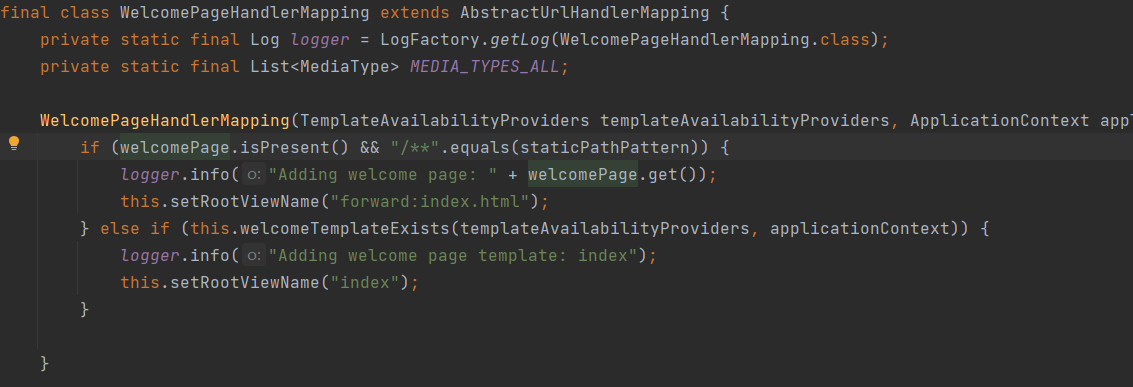 final class WelcomePageHandlerMapping extends AbstractUrlHandlerMapping {
    private static final Log logger = LogFactory.getLog(WelcomePageHandlerMapping.class);
    private static final List<MediaType> MEDIA_TYPES_ALL;
    WelcomePageHandlerMapping(TemplateAvailabilityProviders templateAvailabilityProviders, ApplicationContext appl
        if (welcomePage.isPresent() && "/**".equals(staticPathPattern)) {
            logger.info( o: "Adding welcome page: " + welcomePage.get());
            this.setRootViewName("forward:index.html");
        } else if (this.welcomeTemplateExists(templateAvailabilityProviders, applicationContext)) {
            logger.info( o: "Adding welcome page template: index");
            this.setRootViewName("index");
        }
    }